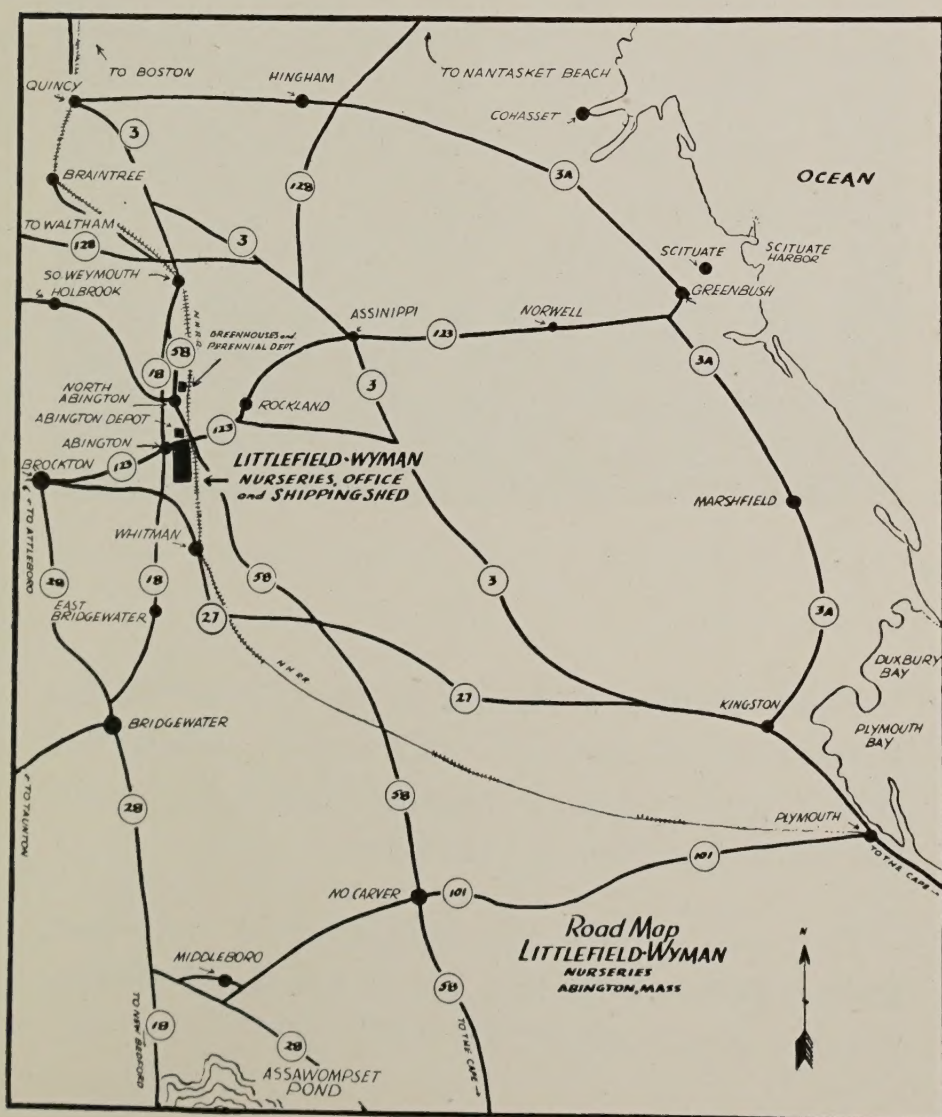 TO BOSTON
TO NANTASKET BEACH
QUINCY
HINGHAM
COHASSET
3
3A
OCEAN
BRAINTREE
128
TO WALTHAM
128
3
SCITUATE
SCITUATE
HARBOR
SO. WEYMOUTH
HOLBROOK
GREENBUSH
N H R R
ASSINIPPI
123
NORWELL
GREENHOUSES and
PERENNIAL DEPT
58
18
3A
3
NORTH
ABINGTON
ROCKLAND
ABINGTON DEPOT
123
ABINGTON
BROCKTON
123
LITTLEFIELD-WYMAN
NURSERIES, OFFICE
and SHIPPING SHED
TO ATTLEBORO
MARSHFIELD
WHITMAN
28
18
58
3
EAST
BRIDGEWATER
27
3A
DUXBURY
BAY
N H R R
27
KINGSTON
BRIDGEWATER
PLYMOUTH
BAY
TO TAUNTON
28
58
PLYMOUTH
TO THE CAPE
101
NO CARVER
101
Road Map
LITTLEFIELD-WYMAN
NURSERIES
ABINGTON, MASS
N
MIDDLEBORO
58
TO NEW BEDFORD
18
28
TO THE CAPE
ASSAWOMPSET
POND